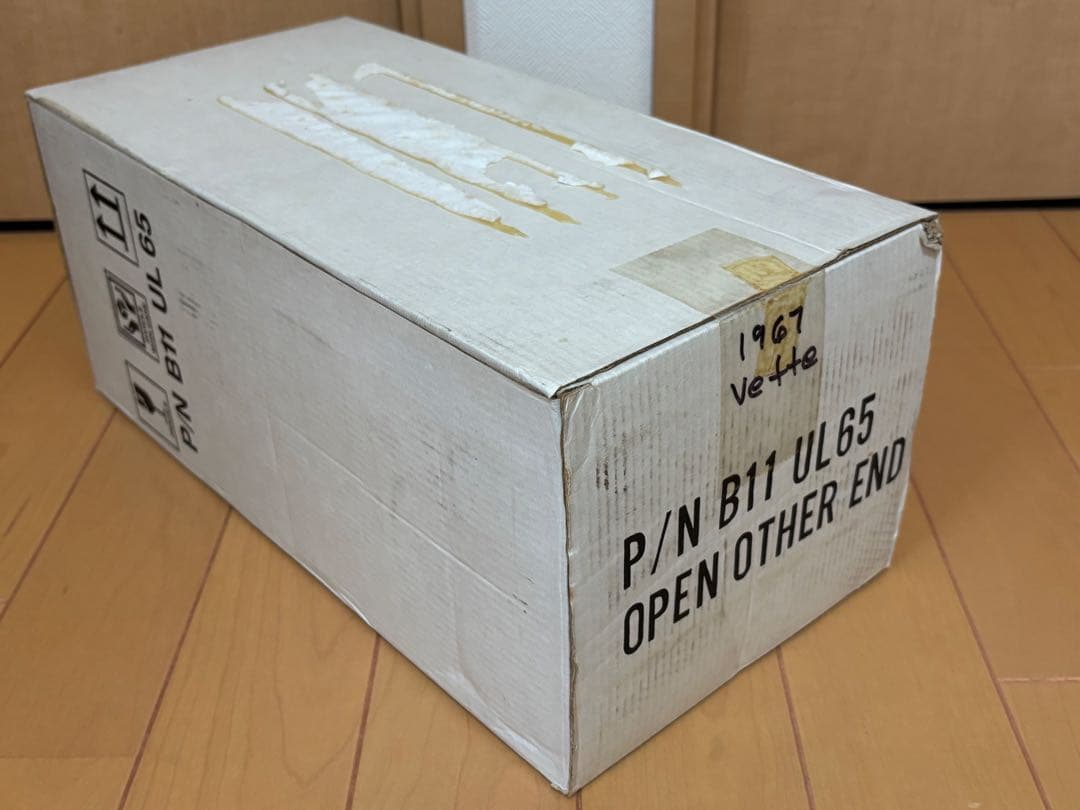 P/N B11 UL 65
1967
Vette
P/N B11 UL65
OPEN OTHER END